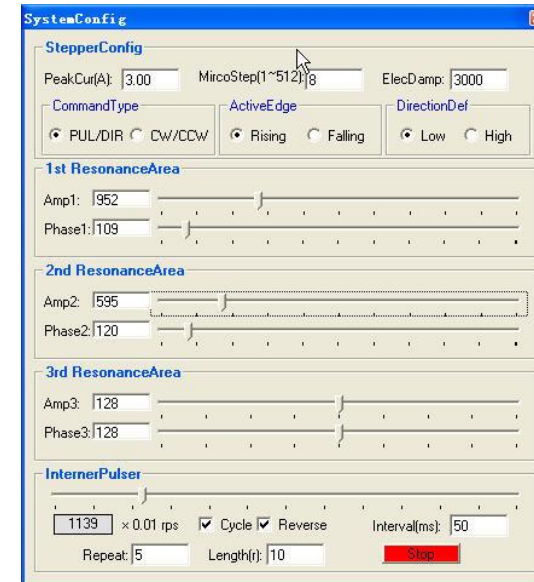 SystemConfig
StepperConfig
PeakCur(A): 3.00 MircoStep(1~512): 8 ElecDamp: 3000
CommandType ActiveEdge DirectionDef
PUL/DIR CW/CCW Rising Falling Low High
1st ResonanceArea
Amp1: 952
Phase1: 109
2nd ResonanceArea
Amp2: 595
Phase2: 120
3rd ResonanceArea
Amp3: 128
Phase3: 128
InternerPulser
1139 × 0.01 rps Cycle Reverse Interval(ms): 50
Repeat: 5 Length(r): 10 Stop